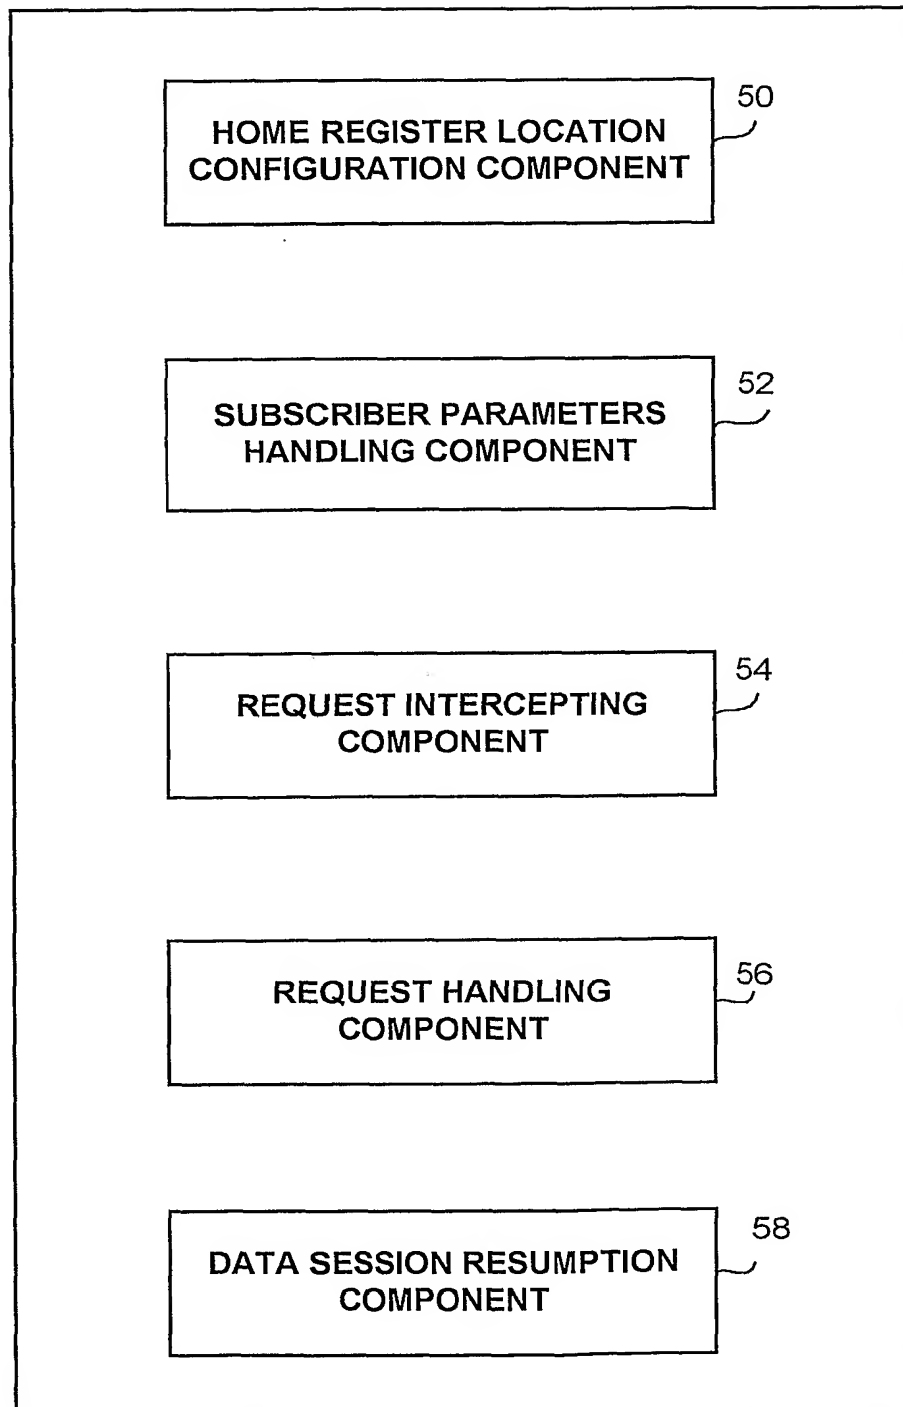 50
HOME REGISTER LOCATION
CONFIGURATION COMPONENT
52
SUBSCRIBER PARAMETERS
HANDLING COMPONENT
54
REQUEST INTERCEPTING
COMPONENT
56
REQUEST HANDLING
COMPONENT
58
DATA SESSION RESUMPTION
COMPONENT